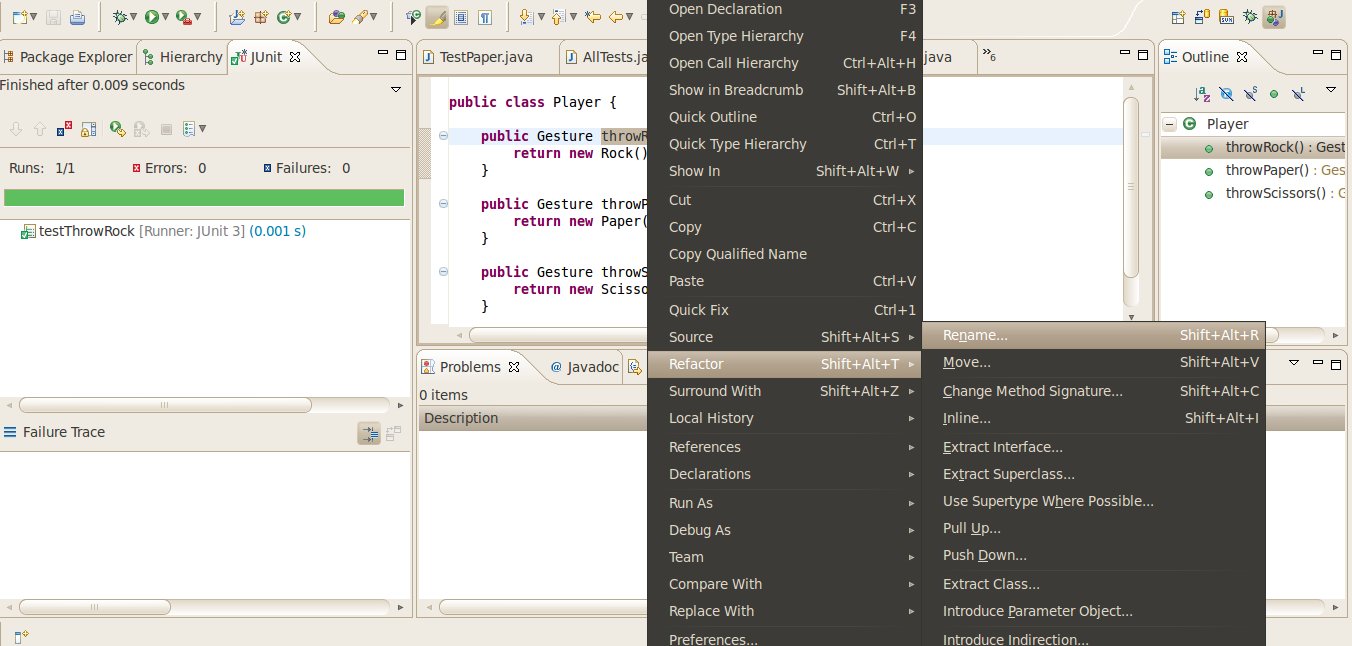 Package Explorer
Hierarchy
JUnit
Finished after 0.009 seconds
Runs: 1/1
Errors: 0
Failures: 0
testThrowRock [Runner: JUnit 3] (0.001 s)
Failure Trace
TestPaper.java
AllTests.ja
java
»6
public class Player {
public Gesture throwR
return new Rock()
}
public Gesture throwP
return new Paper(
}
public Gesture throwS
return new Scisso
}
Problems
@ Javadoc
0 items
Description
Open Declaration F3
Open Type Hierarchy F4
Open Call Hierarchy Ctrl+Alt+H
Show in Breadcrumb Shift+Alt+B
Quick Outline Ctrl+O
Quick Type Hierarchy Ctrl+T
Show In Shift+Alt+W
Cut Ctrl+X
Copy Ctrl+C
Copy Qualified Name
Paste Ctrl+V
Quick Fix Ctrl+1
Source Shift+Alt+S
Refactor Shift+Alt+T
Surround With Shift+Alt+Z
Local History
References
Declarations
Run As
Debug As
Team
Compare With
Replace With
Preferences...
Rename... Shift+Alt+R
Move... Shift+Alt+V
Change Method Signature... Shift+Alt+C
Inline... Shift+Alt+I
Extract Interface...
Extract Superclass...
Use Supertype Where Possible...
Pull Up...
Push Down...
Extract Class...
Introduce Parameter Object...
Introduce Indirection...
Outline
Player
throwRock() : Gest
throwPaper() : Ges
throwScissors() : G